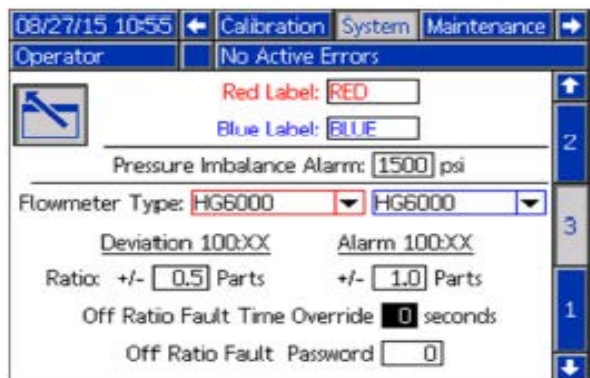 08/27/15 10:55 Calibration System Maintenance
Operator No Active Errors
Red Label: RED
Blue Label: BLUE
2
Pressure Imbalance Alarm: 1500 psi
Flowmeter Type: HG6000 HG6000
3
Deviation 100:XX Alarm 100:XX
Ratio: +/- 0.5 Parts +/- 1.0 Parts
Off Ratio Fault Time Override 0 seconds
1
Off Ratio Fault Password 0